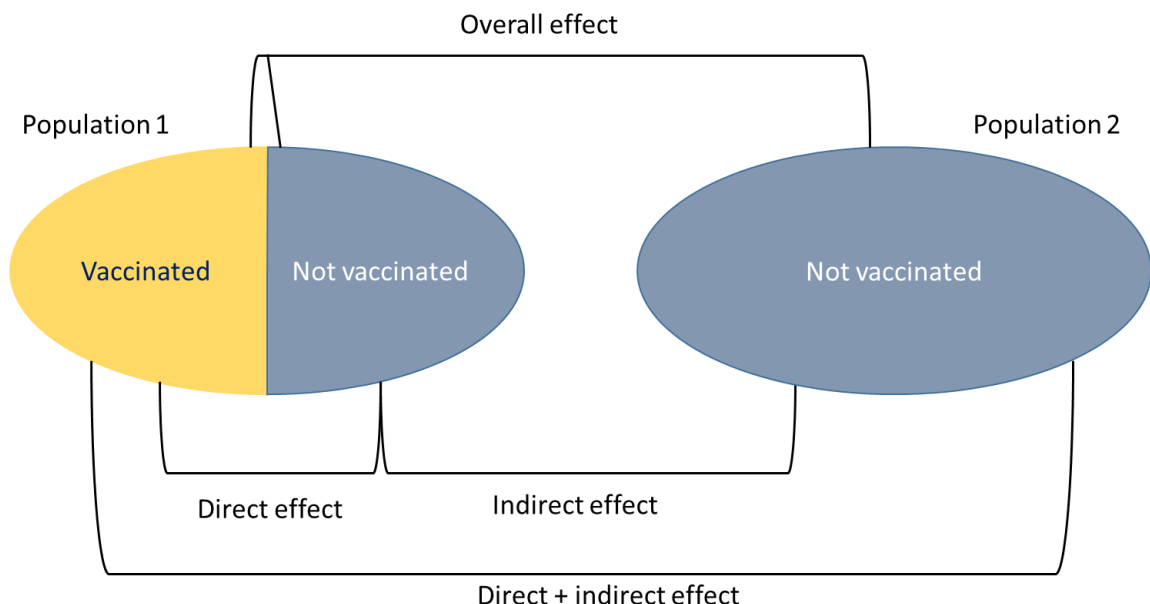 Overall effect
Population 1
Population 2
Vaccinated
Not vaccinated
Not vaccinated
Direct effect
Indirect effect
Direct + indirect effect